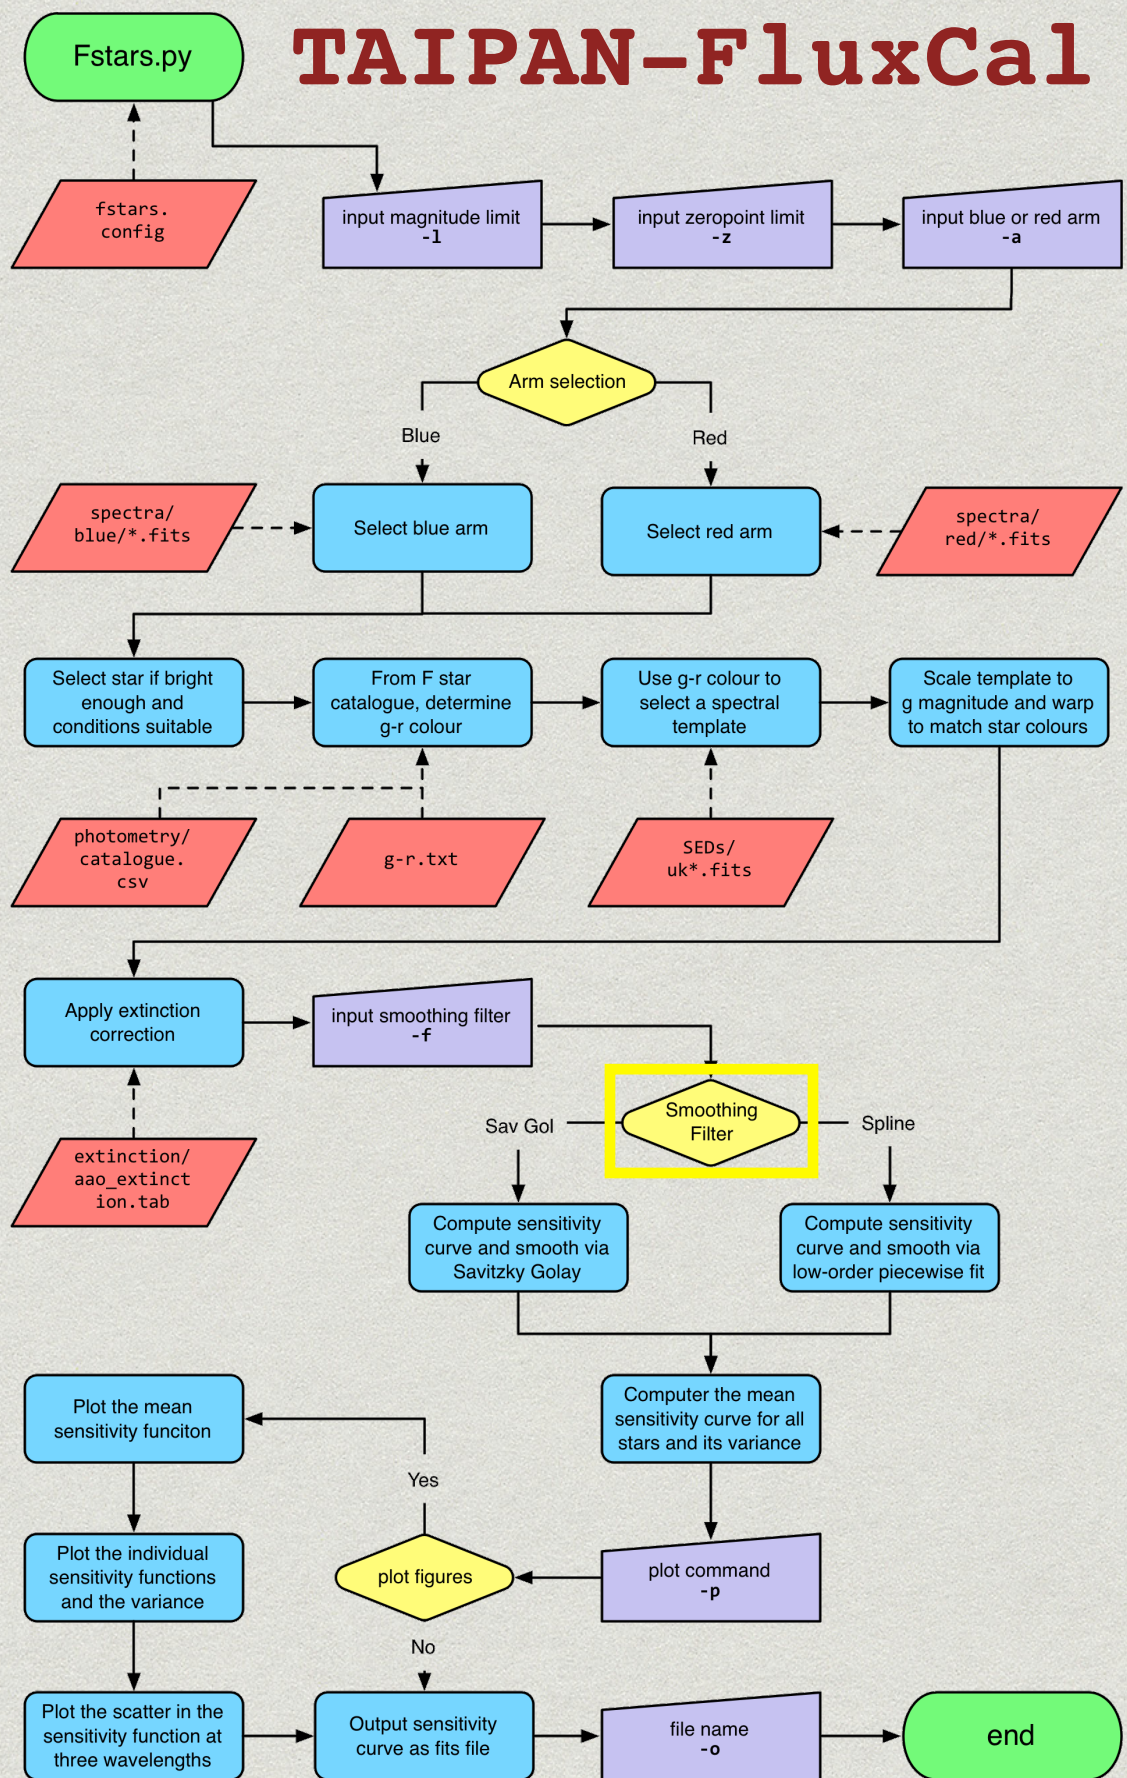 Fstars.py
TAIPAN-FluxCal
fstars.
config
input magnitude limit
-l
input zeropoint limit
-z
input blue or red arm
-a
Arm selection
Blue
Red
spectra/
blue/*.fits
Select blue arm
Select red arm
spectra/
red/*.fits
Select star if bright
enough and
conditions suitable
From F star
catalogue, determine
g-r colour
Use g-r colour to
select a spectral
template
Scale template to
g magnitude and warp
to match star colours
photometry/
catalogue.
csv
g-r.txt
SEDs/
uk*.fits
Apply extinction
correction
input smoothing filter
-f
extinction/
aao_extinct
ion.tab
Sav Gol
Smoothing
Filter
Spline
Compute sensitivity
curve and smooth via
Savitzky Golay
Compute sensitivity
curve and smooth via
low-order piecewise fit
Plot the mean
sensitivity funciton
Computer the mean
sensitivity curve for all
stars and its variance
Yes
Plot the individual
sensitivity functions
and the variance
plot figures
plot command
-p
No
Plot the scatter in the
sensitivity function at
three wavelengths
Output sensitivity
curve as fits file
file name
-o
end